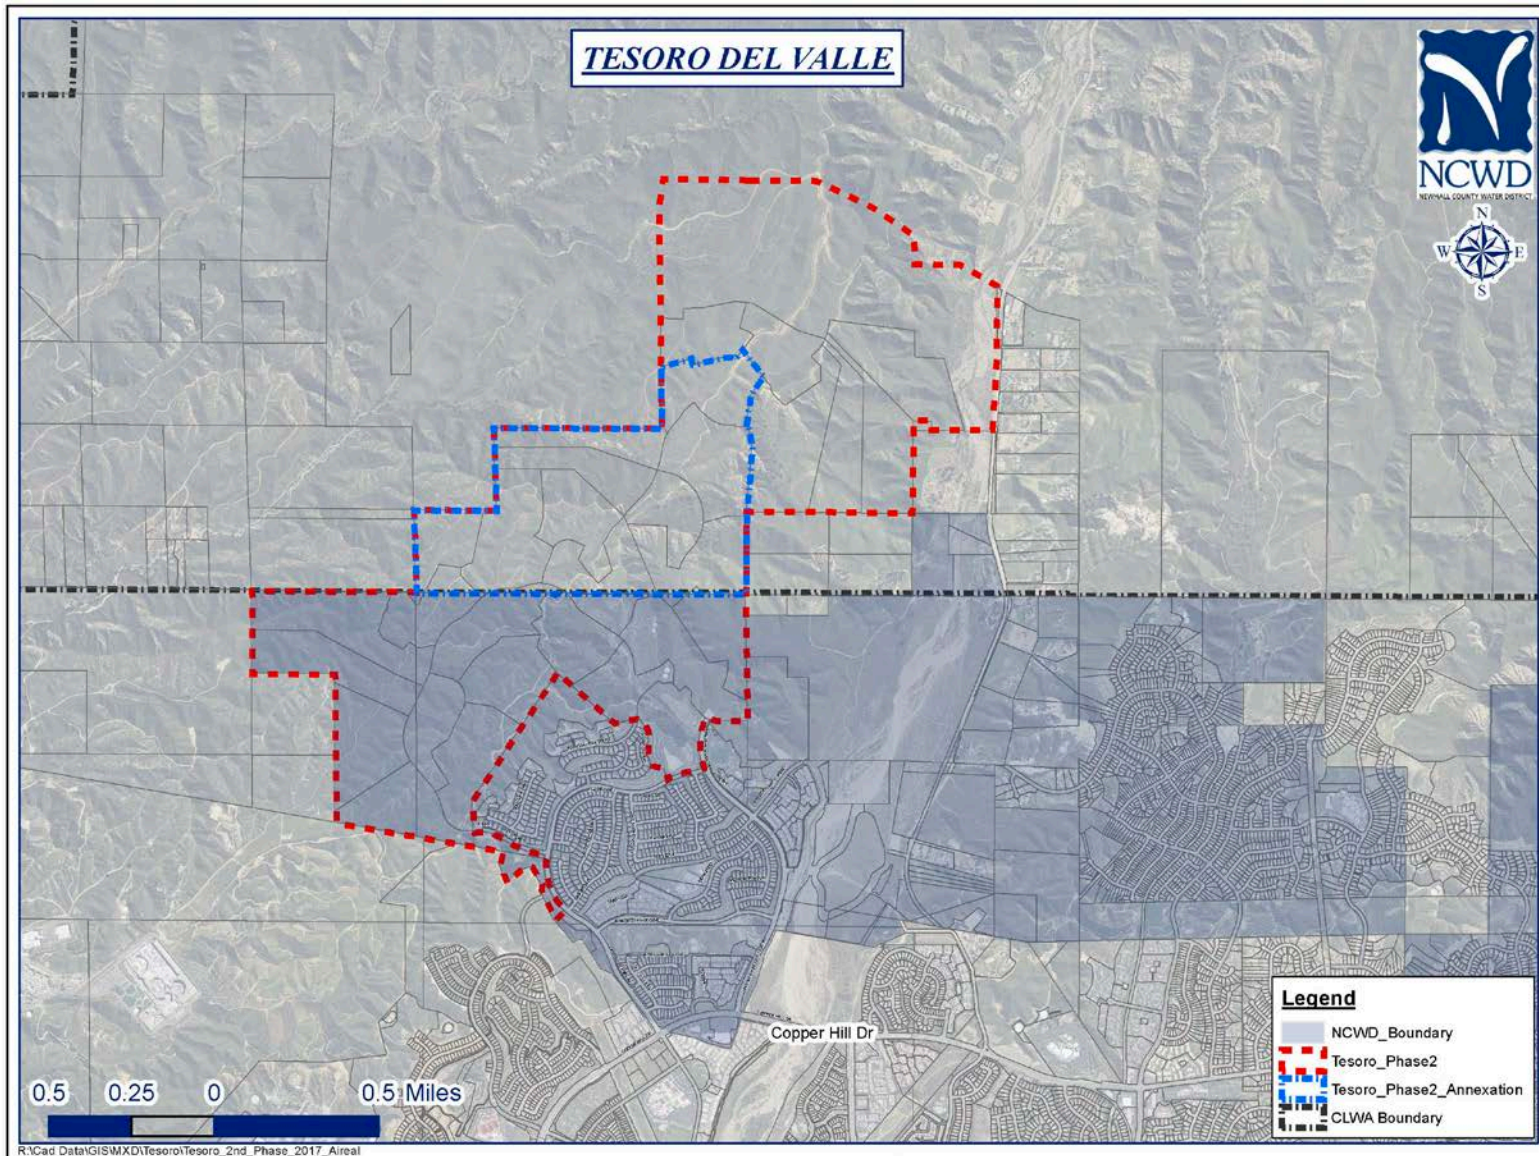 TESORO DEL VALLE
NCWD
NEWHALL COUNTY WATER DISTRICT
N
W E
S
Copper Hill Dr
Legend
NCWD_Boundary
Tesoro_Phase2
Tesoro_Phase2_Annexation
CLWA Boundary
0.5 0.25 0 0.5 Miles
R:\Cad Data\GIS\MXD\Tesoro\Tesoro_2nd_Phase_2017_Aireal